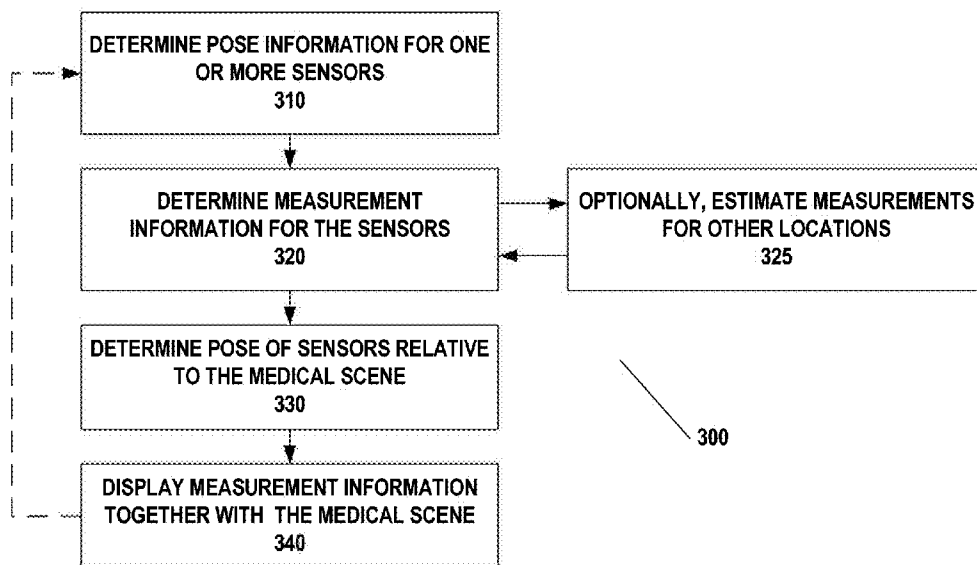 DETERMINE POSE INFORMATION FOR ONE
OR MORE SENSORS
310
DETERMINE MEASUREMENT
INFORMATION FOR THE SENSORS
320
OPTIONALLY, ESTIMATE MEASUREMENTS
FOR OTHER LOCATIONS
325
DETERMINE POSE OF SENSORS RELATIVE
TO THE MEDICAL SCENE
330
300
DISPLAY MEASUREMENT INFORMATION
TOGETHER WITH THE MEDICAL SCENE
340